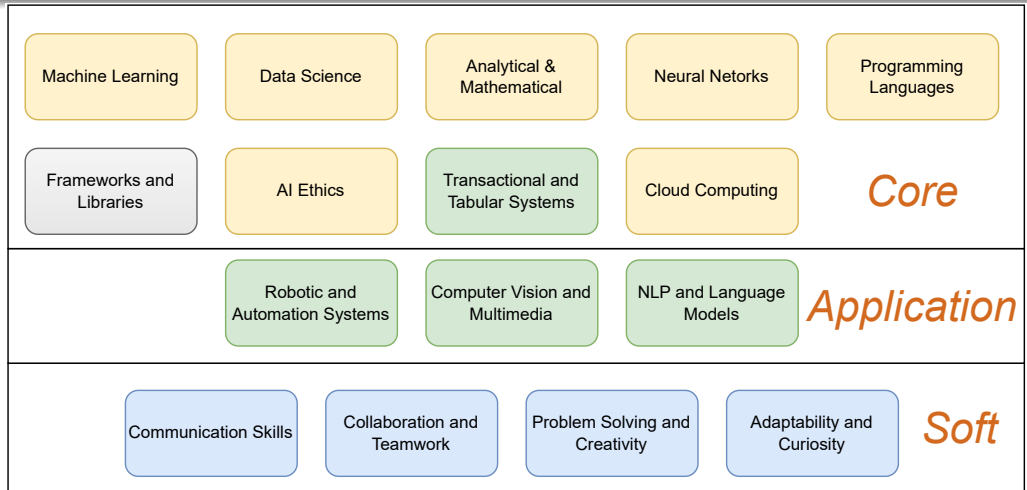 Machine Learning
Data Science
Analytical &
Mathematical
Neural Netorks
Programming
Languages
Frameworks and
Libraries
AI Ethics
Transactional and
Tabular Systems
Cloud Computing
Core
Robotic and
Automation Systems
Computer Vision and
Multimedia
NLP and Language
Models
Application
Communication Skills
Collaboration and
Teamwork
Problem Solving and
Creativity
Adaptability and
Curiosity
Soft